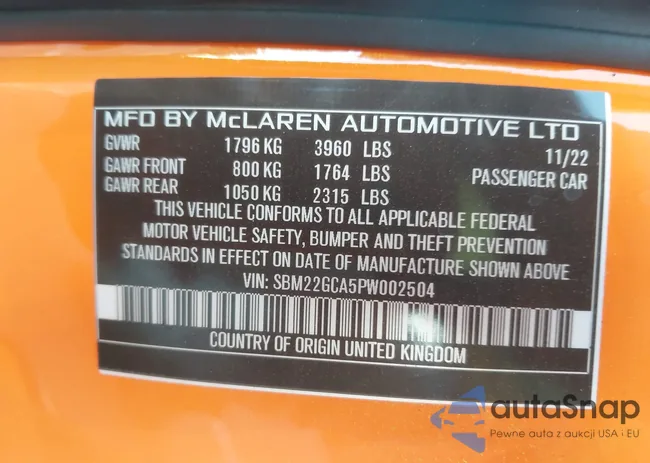 MFD BY McLAREN AUTOMOTIVE LTD
GVWR 1796 KG 3960 LBS 11/22
GAWR FRONT 800 KG 1764 LBS PASSENGER CAR
GAWR REAR 1050 KG 2315 LBS
THIS VEHICLE CONFORMS TO ALL APPLICABLE FEDERAL
MOTOR VEHICLE SAFETY, BUMPER AND THEFT PREVENTION
STANDARDS IN EFFECT ON DATE OF MANUFACTURE SHOWN ABOVE
VIN: SBM22GCA5PW002504
COUNTRY OF ORIGIN UNITED KINGDOM
autaSnap
Pewne auta z aukcji USA i EU